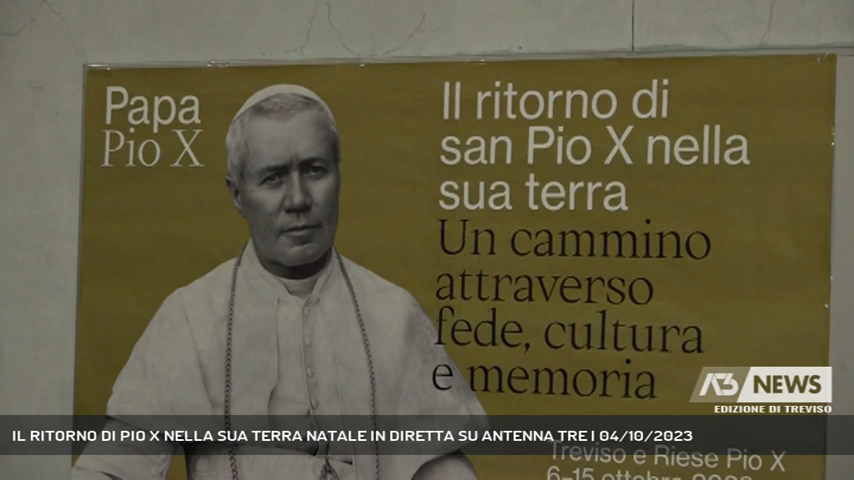 Papa
Pio X
Il ritorno di
san Pio X nella
sua terra
Un cammino
attraverso
fede, cultura
e memoria
A3 NEWS
EDIZIONE DI TREVISO
IL RITORNO DI PIO X NELLA SUA TERRA NATALE IN DIRETTA SU ANTENNA TRE | 04/10/2023
Treviso e Riese Pio X
6-15 ottobre 2023